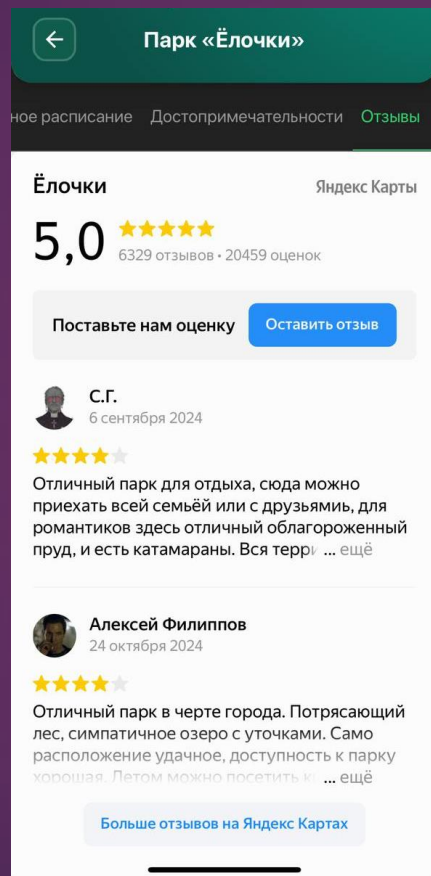 Парк «Ёлочки»
ное расписание Достопримечательности Отзывы
Ёлочки Яндекс Карты
5,0
6329 отзывов • 20459 оценок
Поставьте нам оценку Оставить отзыв
С.Г.
6 сентября 2024
Отличный парк для отдыха, сюда можно
приехать всей семьёй или с друзьямиь, для
романтиков здесь отличный облагороженный
пруд, и есть катамараны. Вся терри ... ещё
Алексей Филиппов
24 октября 2024
Отличный парк в черте города. Потрясающий
лес, симпатичное озеро с уточками. Само
расположение удачное, доступность к парку
хорошая. Летом можно посетить ... ещё
Больше отзывов на Яндекс Картах